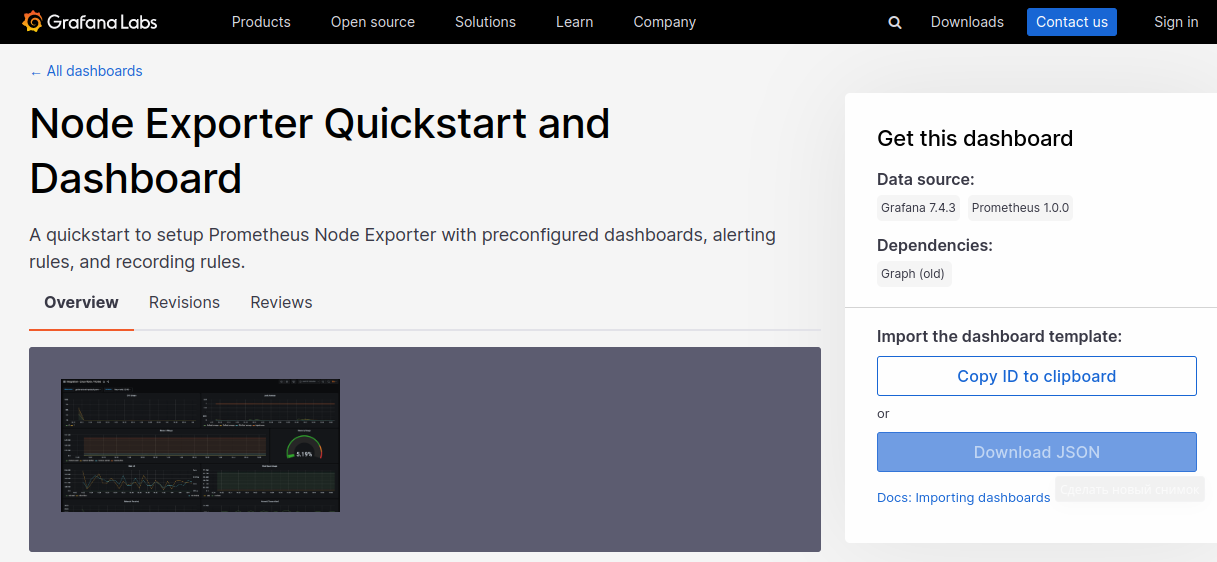 Grafana Labs
Products
Open source
Solutions
Learn
Company
Downloads
Contact us
Sign in
← All dashboards
Node Exporter Quickstart and
Dashboard
A quickstart to setup Prometheus Node Exporter with preconfigured dashboards, alerting
rules, and recording rules.
Overview
Revisions
Reviews
5.19%
Get this dashboard
Data source:
Grafana 7.4.3
Prometheus 1.0.0
Dependencies:
Graph (old)
Import the dashboard template:
Copy ID to clipboard
or
Download JSON
Docs: Importing dashboards
Сделать новый снимок